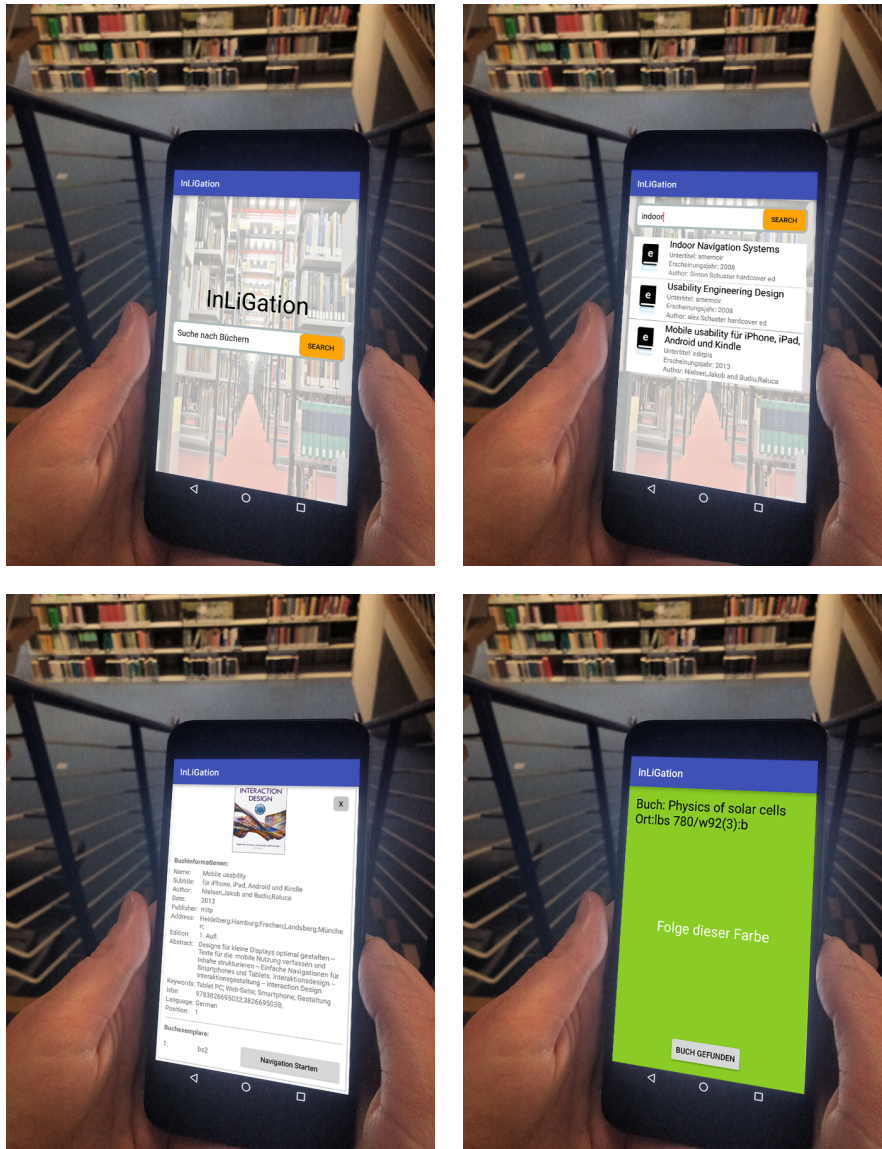 InLiGation
InLiGation
Suche nach Büchern
SEARCH
InLiGation
indoor
SEARCH
e
Indoor Navigation Systems
Untertitel: amemoir
Erscheinungsjahr: 2008
Author: Simon Schuster hardcover ed
e
Usability Engineering Design
Untertitel: amemoir
Erscheinungsjahr: 2008
Author: alex Schuster hardcover ed
e
Mobile usability für iPhone, iPad,
Android und Kindle
Untertitel: editpls
Erscheinungsjahr: 2013
Author: Nielsen,Jakob and Budiu,Raluca
InLiGation
INTERACTION
DESIGN
X
Buchinformationen:
Name: Mobile usability
Subtitle: für iPhone, iPad, Android und Kindle
Author: Nielsen,Jakob and Budiu,Raluca
Date: 2013
Publisher: mitp
Address: Heidelberg;Hamburg;Frechen;Landsberg;Münche
n;
Edition: 1. Aufl.
Abstract: Designs für kleine Displays optimal gestalten --
Texte für die mobile Nutzung verfassen und
Inhalte strukturieren -- Einfache Navigationen für
Smartphones und Tablets. Interaktionsdesign --
Interaktionsgestaltung -- Interaction Design
Keywords: Tablet PC; Web-Seite; Smartphone; Gestaltung
Isbn: 9783826695032,3826695038;
Language: German
Position: 1
Buchexemplare:
1: bs2
Navigation Starten
InLiGation
Buch: Physics of solar cells
Ort:lbs 780/w92(3):b
Folge dieser Farbe
BUCH GEFUNDEN